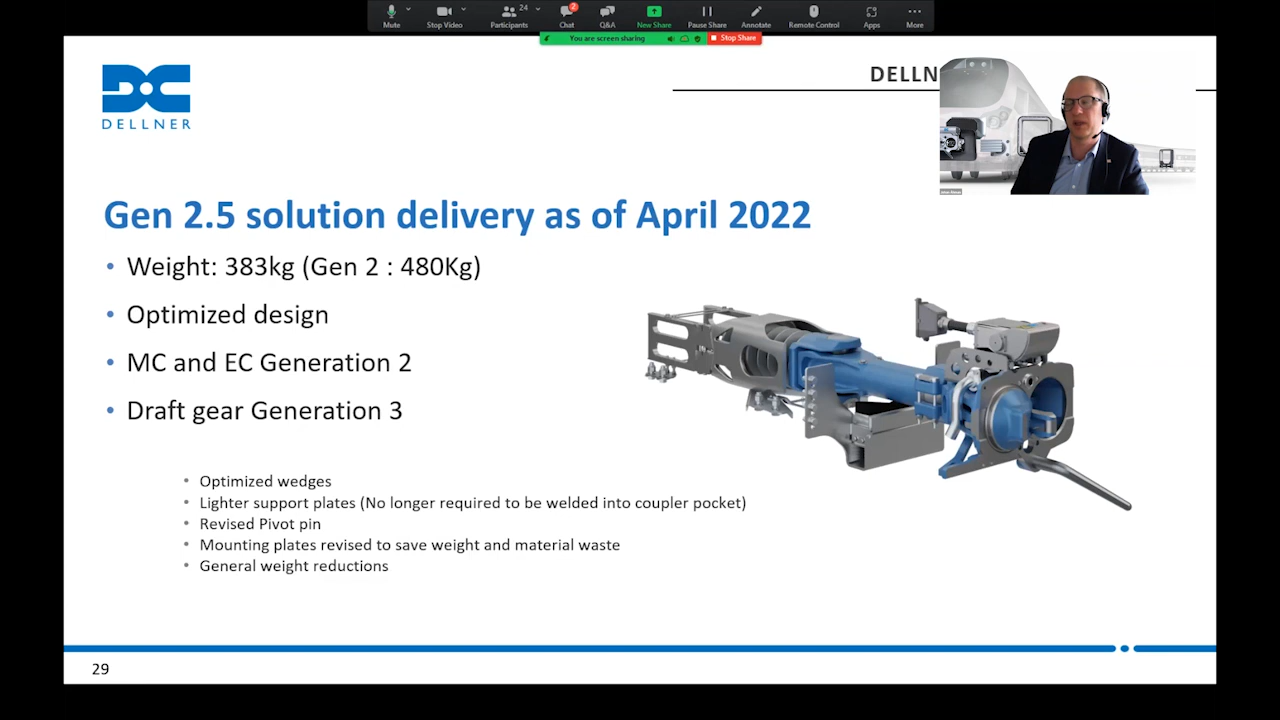 Mute
Stop Video
Participants
24
Chat
2
Q&A
New Share
Pause Share
Annotate
Remote Control
Apps
More
You are screen sharing
Stop Share
DELLN
DELLNER
Gen 2.5 solution delivery as of April 2022
• Weight: 383kg (Gen 2 : 480Kg)
• Optimized design
• MC and EC Generation 2
• Draft gear Generation 3
• Optimized wedges
• Lighter support plates (No longer required to be welded into coupler pocket)
• Revised Pivot pin
• Mounting plates revised to save weight and material waste
• General weight reductions
29